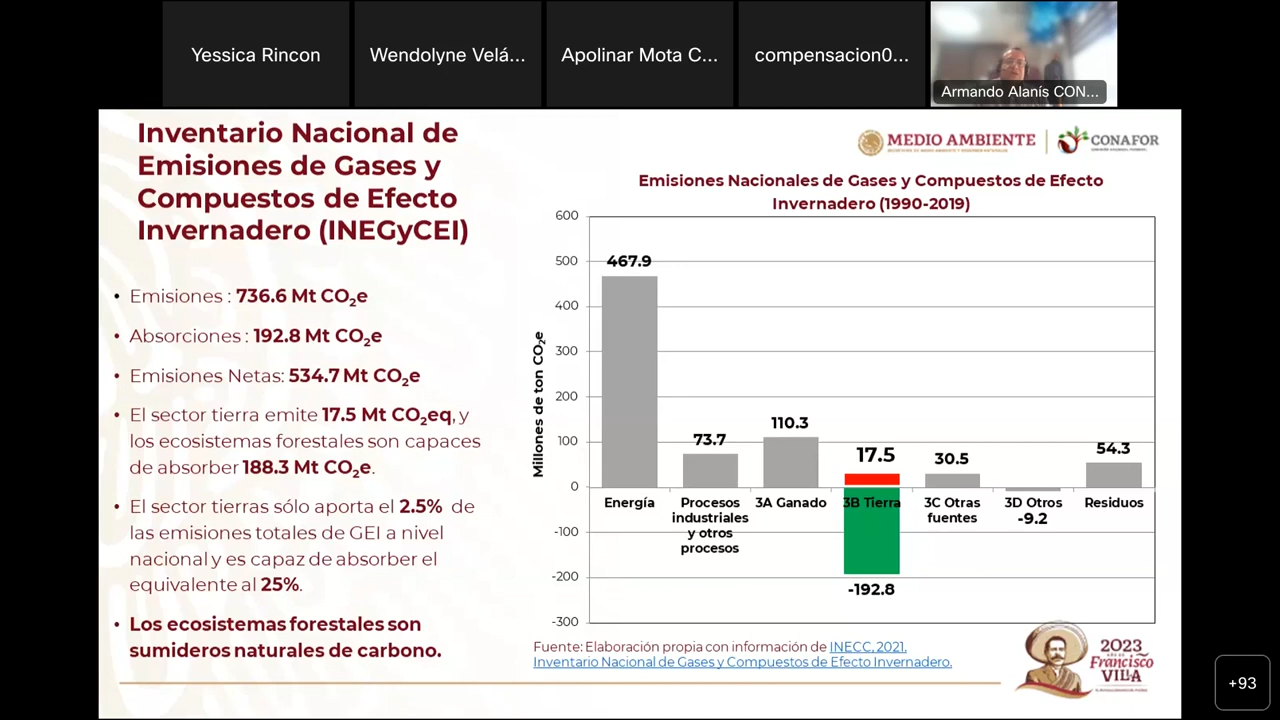 Yessica Rincon
Wendolyne Velá...
Apolinar Mota C...
compensacion0...
Armando Alanís CON...
Inventario Nacional de
Emisiones de Gases y
Compuestos de Efecto
Invernadero (INEGyCEI)
• Emisiones : 736.6 Mt CO₂e
• Absorciones : 192.8 Mt CO₂e
• Emisiones Netas: 534.7 Mt CO₂e
• El sector tierra emite 17.5 Mt CO₂eq, y
los ecosistemas forestales son capaces
de absorber 188.3 Mt CO₂e.
• El sector tierras sólo aporta el 2.5% de
las emisiones totales de GEI a nivel
nacional y es capaz de absorber el
equivalente al 25%.
• Los ecosistemas forestales son
sumideros naturales de carbono.
MEDIO AMBIENTE
CONAFOR
Emisiones Nacionales de Gases y Compuestos de Efecto
Invernadero (1990-2019)
Millones de ton CO₂e
600
500
400
300
200
100
0
-100
-200
-300
467.9
73.7
110.3
17.5
30.5
54.3
Energía
Procesos
industriales
y otros
procesos
3A Ganado
3B Tierra
3C Otras
fuentes
3D Otros
-9.2
Residuos
-192.8
Fuente: Elaboración propia con información de INECC, 2021.
Inventario Nacional de Gases y Compuestos de Efecto Invernadero.
2023
Francisco
VILLA
+93